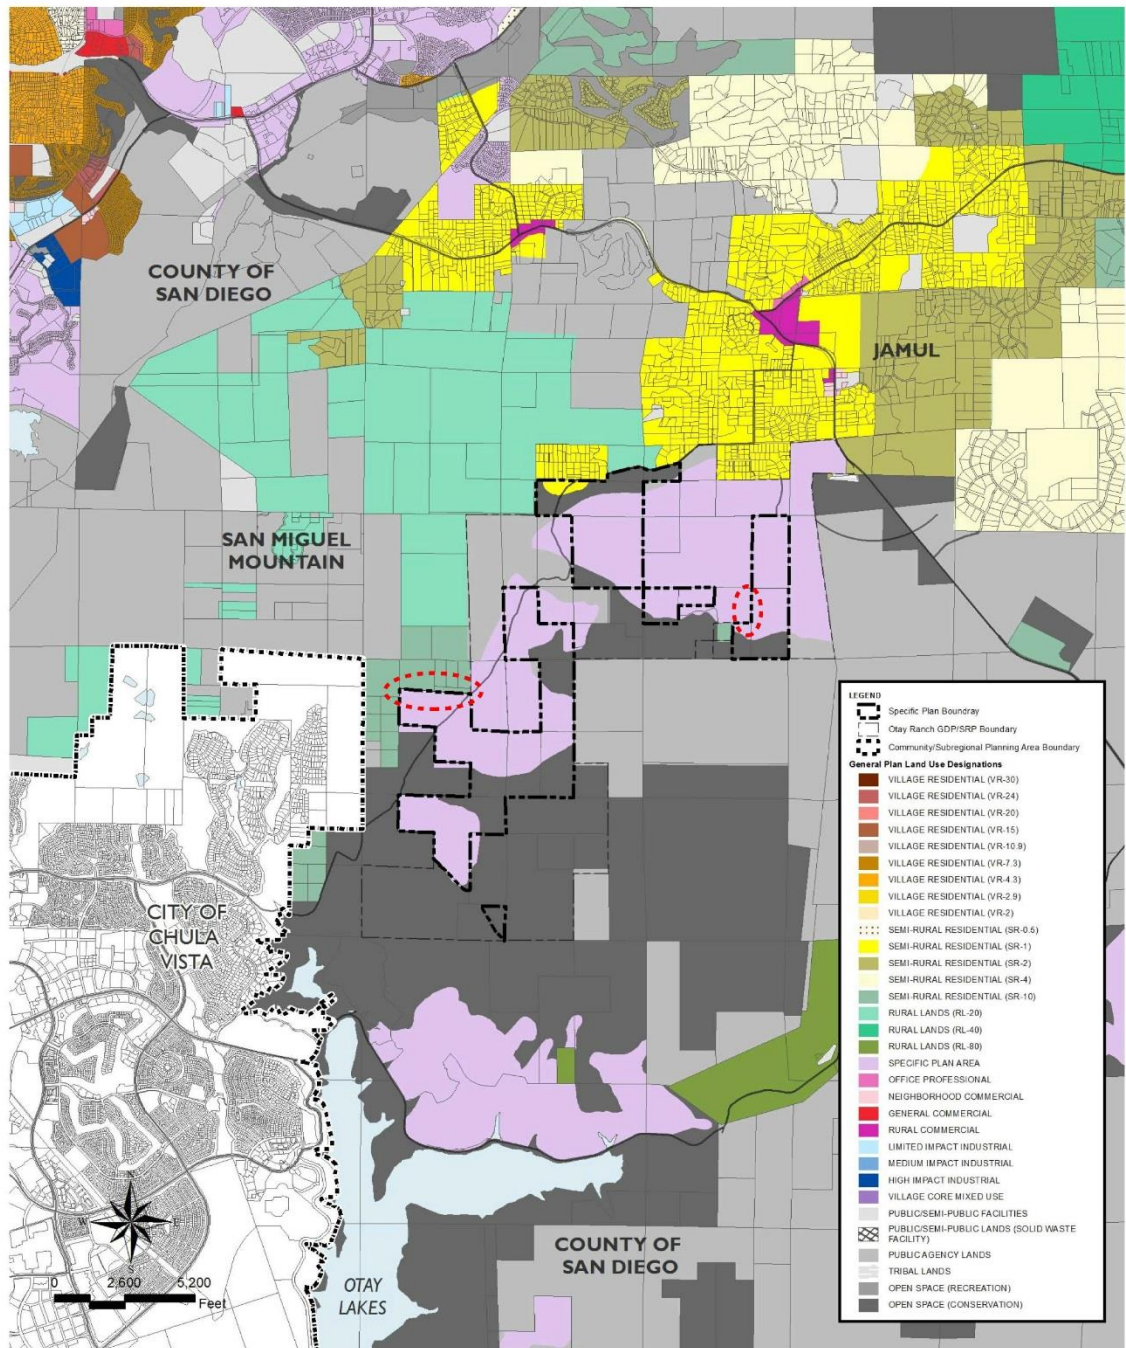 COUNTY OF
SAN DIEGO
JAMUL
SAN MIGUEL
MOUNTAIN
CITY OF
CHULA
VISTA
N
W
E
S
0
2,600
5,200
Feet
OTAY
LAKES
COUNTY OF
SAN DIEGO
LEGEND
Specific Plan Boundray
Otay Ranch GDP/SRP Boundary
Community/Subregional Planning Area Boundary
General Plan Land Use Designations
VILLAGE RESIDENTIAL (VR-30)
VILLAGE RESIDENTIAL (VR-24)
VILLAGE RESIDENTIAL (VR-20)
VILLAGE RESIDENTIAL (VR-15)
VILLAGE RESIDENTIAL (VR-10.9)
VILLAGE RESIDENTIAL (VR-7.3)
VILLAGE RESIDENTIAL (VR-4.3)
VILLAGE RESIDENTIAL (VR-2.9)
VILLAGE RESIDENTIAL (VR-2)
SEMI-RURAL RESIDENTIAL (SR-0.5)
SEMI-RURAL RESIDENTIAL (SR-1)
SEMI-RURAL RESIDENTIAL (SR-2)
SEMI-RURAL RESIDENTIAL (SR-4)
SEMI-RURAL RESIDENTIAL (SR-10)
RURAL LANDS (RL-20)
RURAL LANDS (RL-40)
RURAL LANDS (RL-80)
SPECIFIC PLAN AREA
OFFICE PROFESSIONAL
NEIGHBORHOOD COMMERCIAL
GENERAL COMMERCIAL
RURAL COMMERCIAL
LIMITED IMPACT INDUSTRIAL
MEDIUM IMPACT INDUSTRIAL
HIGH IMPACT INDUSTRIAL
VILLAGE CORE MIXED USE
PUBLIC/SEMI-PUBLIC FACILITIES
PUBLIC/SEMI-PUBLIC LANDS (SOLID WASTE
FACILITY)
PUBLIC AGENCY LANDS
TRIBAL LANDS
OPEN SPACE (RECREATION)
OPEN SPACE (CONSERVATION)